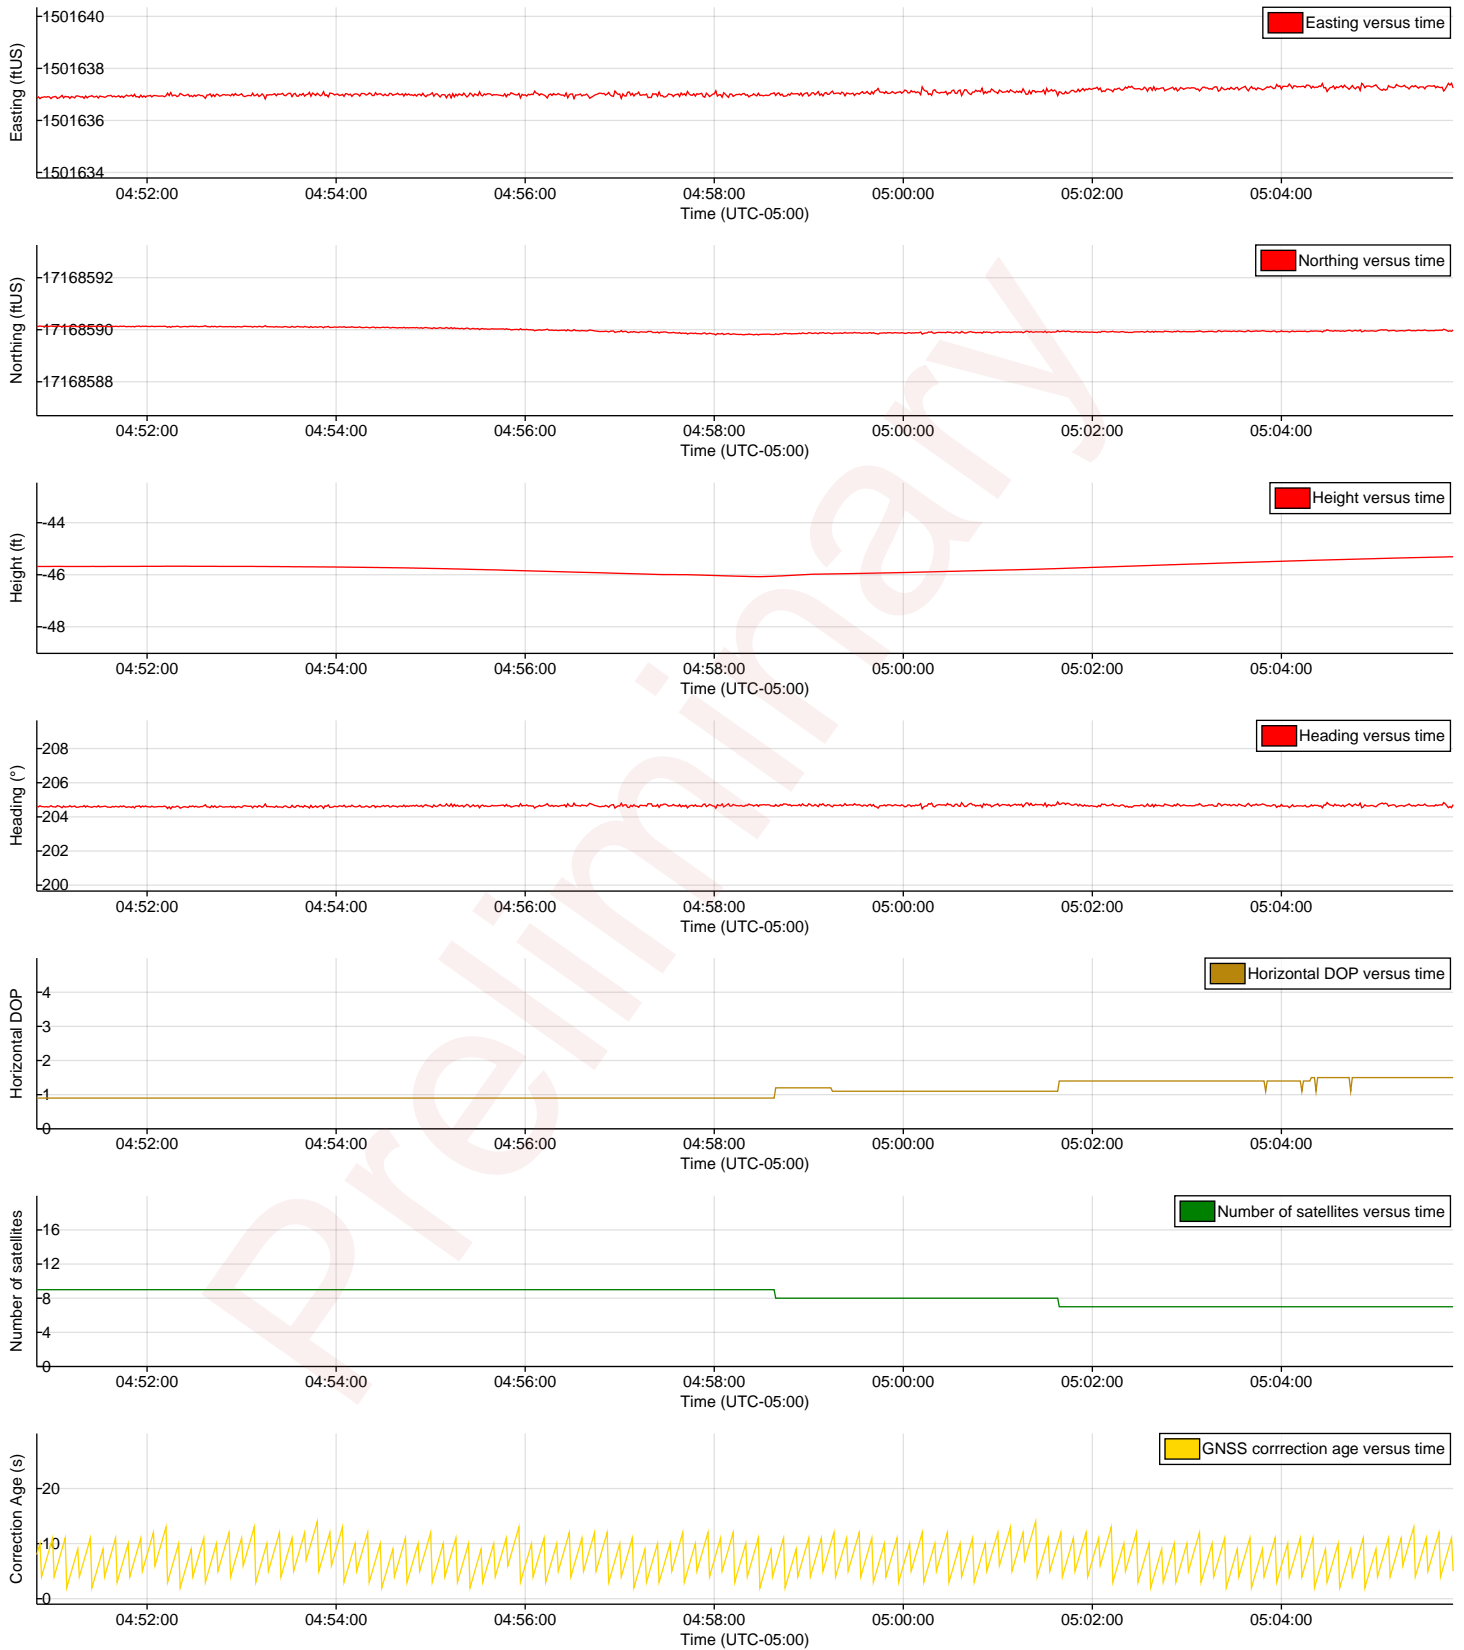 1501640
Easting versus time
1501638
1501636
1501634
Easting (ftUS)
04:52:00 04:54:00 04:56:00 04:58:00 05:00:00 05:02:00 05:04:00
Time (UTC-05:00)
Northing versus time
17168592
17168590
17168588
Northing (ftUS)
04:52:00 04:54:00 04:56:00 04:58:00 05:00:00 05:02:00 05:04:00
Time (UTC-05:00)
Height versus time
-44
-46
-48
Height (ft)
04:52:00 04:54:00 04:56:00 04:58:00 05:00:00 05:02:00 05:04:00
Time (UTC-05:00)
Heading versus time
208
206
204
202
200
Heading (°)
04:52:00 04:54:00 04:56:00 04:58:00 05:00:00 05:02:00 05:04:00
Time (UTC-05:00)
Horizontal DOP versus time
4
3
2
1
0
Horizontal DOP
04:52:00 04:54:00 04:56:00 04:58:00 05:00:00 05:02:00 05:04:00
Time (UTC-05:00)
Number of satellites versus time
16
12
8
4
0
Number of satellites
04:52:00 04:54:00 04:56:00 04:58:00 05:00:00 05:02:00 05:04:00
Time (UTC-05:00)
GNSS corrrection age versus time
20
10
0
Correction Age (s)
04:52:00 04:54:00 04:56:00 04:58:00 05:00:00 05:02:00 05:04:00
Time (UTC-05:00)
Preliminary